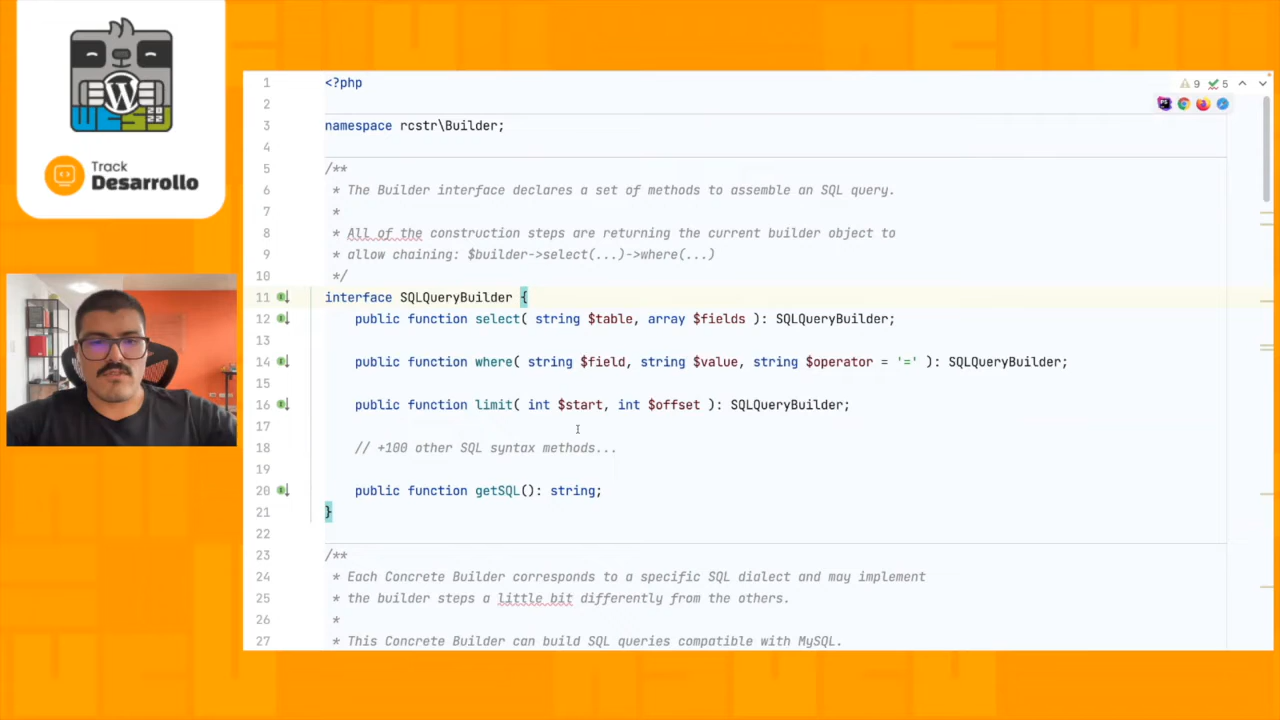 W
WCES
2022
Track
Desarrollo
9 5
1 <?php
2
3 namespace rcstr\Builder;
4
5 /**
6 * The Builder interface declares a set of methods to assemble an SQL query.
7 *
8 * All of the construction steps are returning the current builder object to
9 * allow chaining: $builder->select(...)->where(...)
10 */
11 interface SQLQueryBuilder {
12 public function select( string $table, array $fields ): SQLQueryBuilder;
13
14 public function where( string $field, string $value, string $operator = '=' ): SQLQueryBuilder;
15
16 public function limit( int $start, int $offset ): SQLQueryBuilder;
17
18 // +100 other SQL syntax methods...
19
20 public function getSQL(): string;
21 }
22
23 /**
24 * Each Concrete Builder corresponds to a specific SQL dialect and may implement
25 * the builder steps a little bit differently from the others.
26 *
27 * This Concrete Builder can build SQL queries compatible with MySQL.